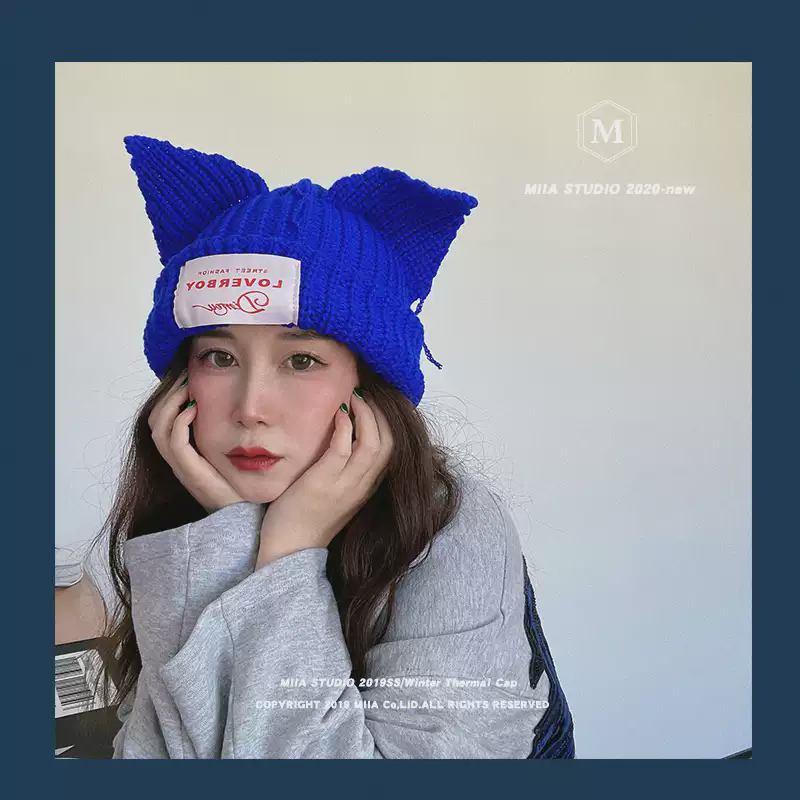 M
MIIA STUDIO 2020-new
STREET FASHION
LOVERBOY
MIIA STUDIO 2019SS/Winter Thermal Cap
COPYRIGHT 2019 MIIA Co,LID.ALL RIGHTS RESERVED